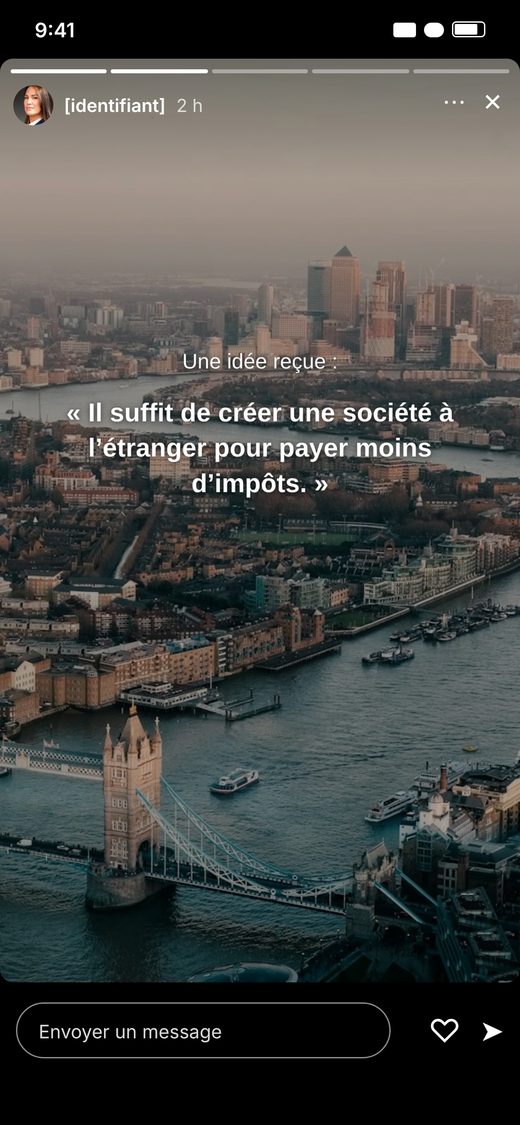 9:41
[identifiant] 2 h
Une idée reçue :
« Il suffit de créer une société à
l’étranger pour payer moins
d’impôts. »
Envoyer un message